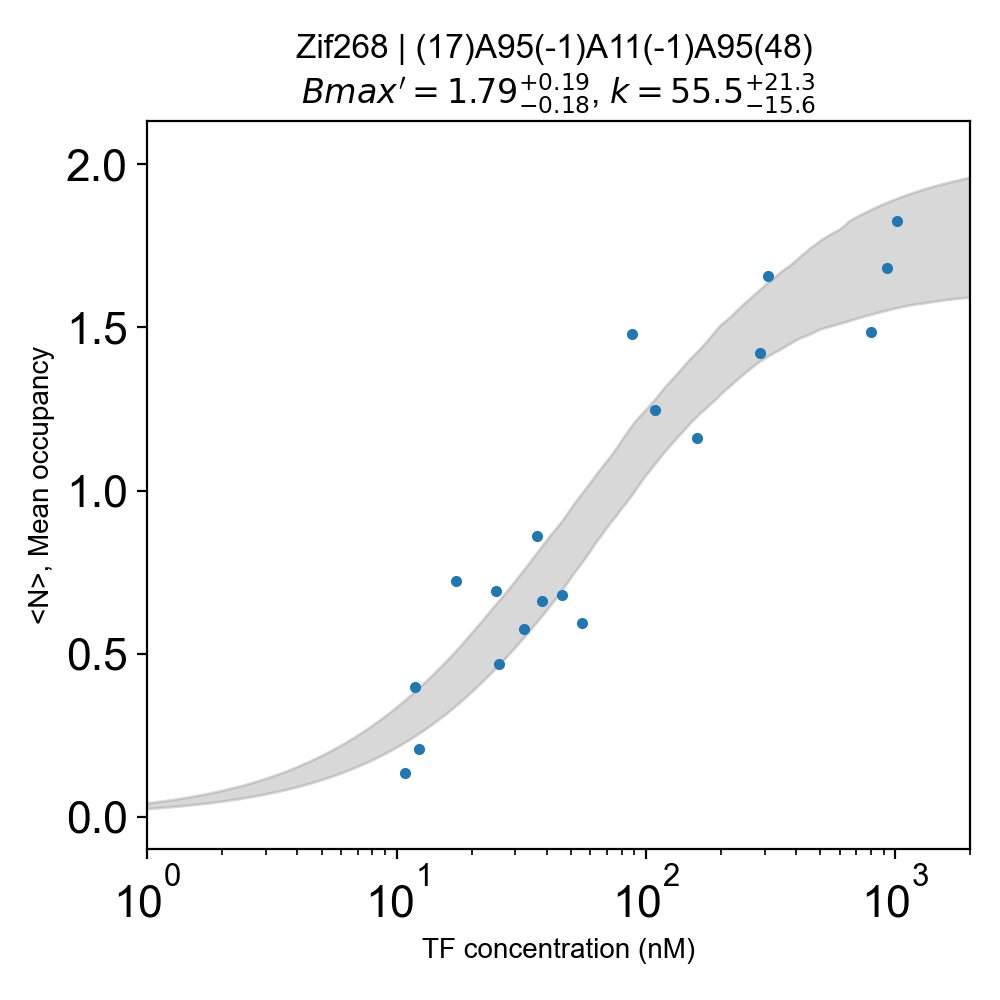 Zif268 | (17)A95(-1)A11(-1)A95(48)
Bmax′ = 1.79+0.19−0.18, k = 55.5+21.3−15.6
2.0
1.5
1.0
0.5
0.0
<N>, Mean occupancy
10^0 10^1 10^2 10^3
TF concentration (nM)